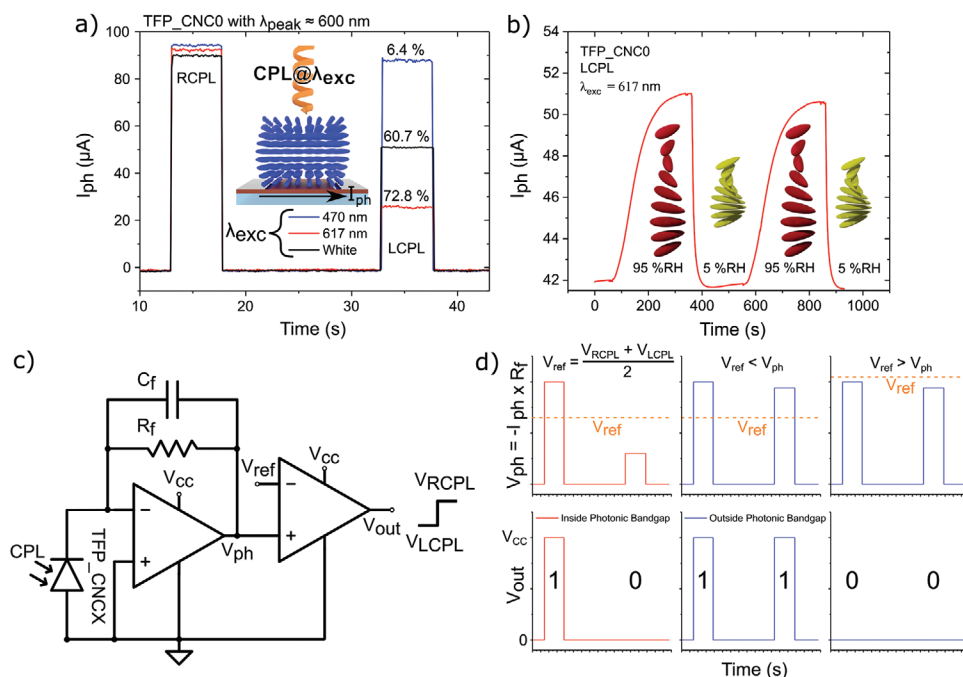 a)
TFP_CNC0 with λpeak ≈ 600 nm
Iph (µA)
100
80
60
40
20
0
RCPL
CPL@λexc
Iph
λexc
470 nm
617 nm
White
6.4 %
60.7 %
72.8 %
LCPL
10
20
30
40
Time (s)
b)
TFP_CNC0
LCPL
λexc = 617 nm
Iph (µA)
54
52
50
48
46
44
42
95 %RH
5 %RH
95 %RH
5 %RH
0
200
400
600
800
1000
Time (s)
c)
Cf
Rf
Vcc
Vref
Vcc
VRCPL
−
−
+
+
Vph
Vout
VLCPL
CPL
TFP_CNCX
d)
Vph = -I ph x Rf
Vref = VRCPL + VLCPL
2
Vref < Vph
Vref > Vph
Vref
Vref
Vref
Inside Photonic Bandgap
Outside Photonic Bandgap
Vout
Vcc
0
1 0
1 1
0 0
Time (s)